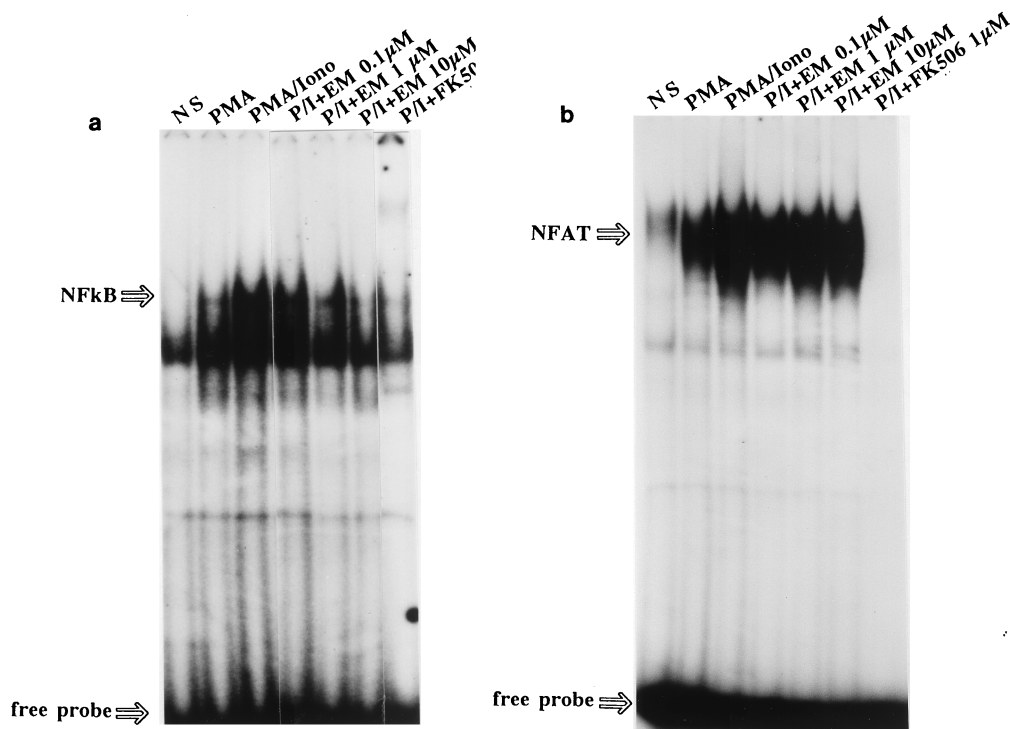 a
N S
PMA
PMA/Iono
P/I+EM 0.1µM
P/I+EM 1 µM
P/I+EM 10µM
P/I+FK50
NFkB
free probe
b
N S
PMA
PMA/Iono
P/I+EM 0.1µM
P/I+EM 1 µM
P/I+EM 10µM
P/I+FK506 1µM
NFAT
free probe